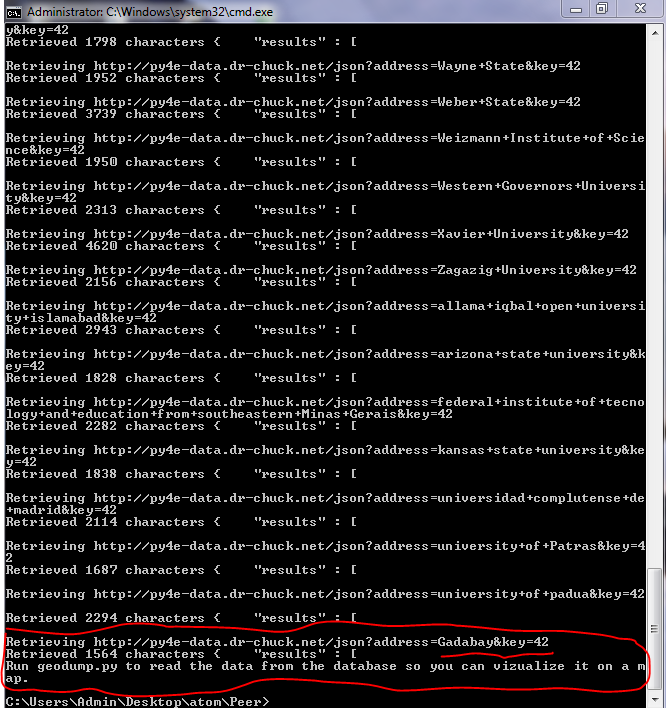 Administrator: C:\Windows\system32\cmd.exe
y&key=42
Retrieved 1798 characters {    "results" : [
Retrieving http://py4e-data.dr-chuck.net/json?address=Wayne+State&key=42
Retrieved 1952 characters {    "results" : [
Retrieving http://py4e-data.dr-chuck.net/json?address=Weber+State&key=42
Retrieved 3739 characters {    "results" : [
Retrieving http://py4e-data.dr-chuck.net/json?address=Weizmann+Institute+of+Scie
nce&key=42
Retrieved 1950 characters {    "results" : [
Retrieving http://py4e-data.dr-chuck.net/json?address=Western+Governors+Universi
ty&key=42
Retrieved 2313 characters {    "results" : [
Retrieving http://py4e-data.dr-chuck.net/json?address=Xavier+University&key=42
Retrieved 4620 characters {    "results" : [
Retrieving http://py4e-data.dr-chuck.net/json?address=Zagazig+University&key=42
Retrieved 2156 characters {    "results" : [
Retrieving http://py4e-data.dr-chuck.net/json?address=allama+iqbal+open+universi
ty+islamabad&key=42
Retrieved 2943 characters {    "results" : [
Retrieving http://py4e-data.dr-chuck.net/json?address=arizona+state+university&k
ey=42
Retrieved 1828 characters {    "results" : [
Retrieving http://py4e-data.dr-chuck.net/json?address=federal+institute+of+tecno
logy+and+education+from+southeastern+Minas+Gerais&key=42
Retrieved 2282 characters {    "results" : [
Retrieving http://py4e-data.dr-chuck.net/json?address=kansas+state+university&ke
y=42
Retrieved 1838 characters {    "results" : [
Retrieving http://py4e-data.dr-chuck.net/json?address=universidad+complutense+de
+madrid&key=42
Retrieved 2114 characters {    "results" : [
Retrieving http://py4e-data.dr-chuck.net/json?address=university+of+Patras&key=4
2
Retrieved 1687 characters {    "results" : [
Retrieving http://py4e-data.dr-chuck.net/json?address=university+of+padua&key=42
Retrieved 2294 characters {    "results" : [
Retrieving http://py4e-data.dr-chuck.net/json?address=Gadabay&key=42
Retrieved 1564 characters {    "results" : [
Run geodump.py to read the data from the database so you can vizualize it on a m
ap.
C:\Users\Admin\Desktop\atom\Peer>